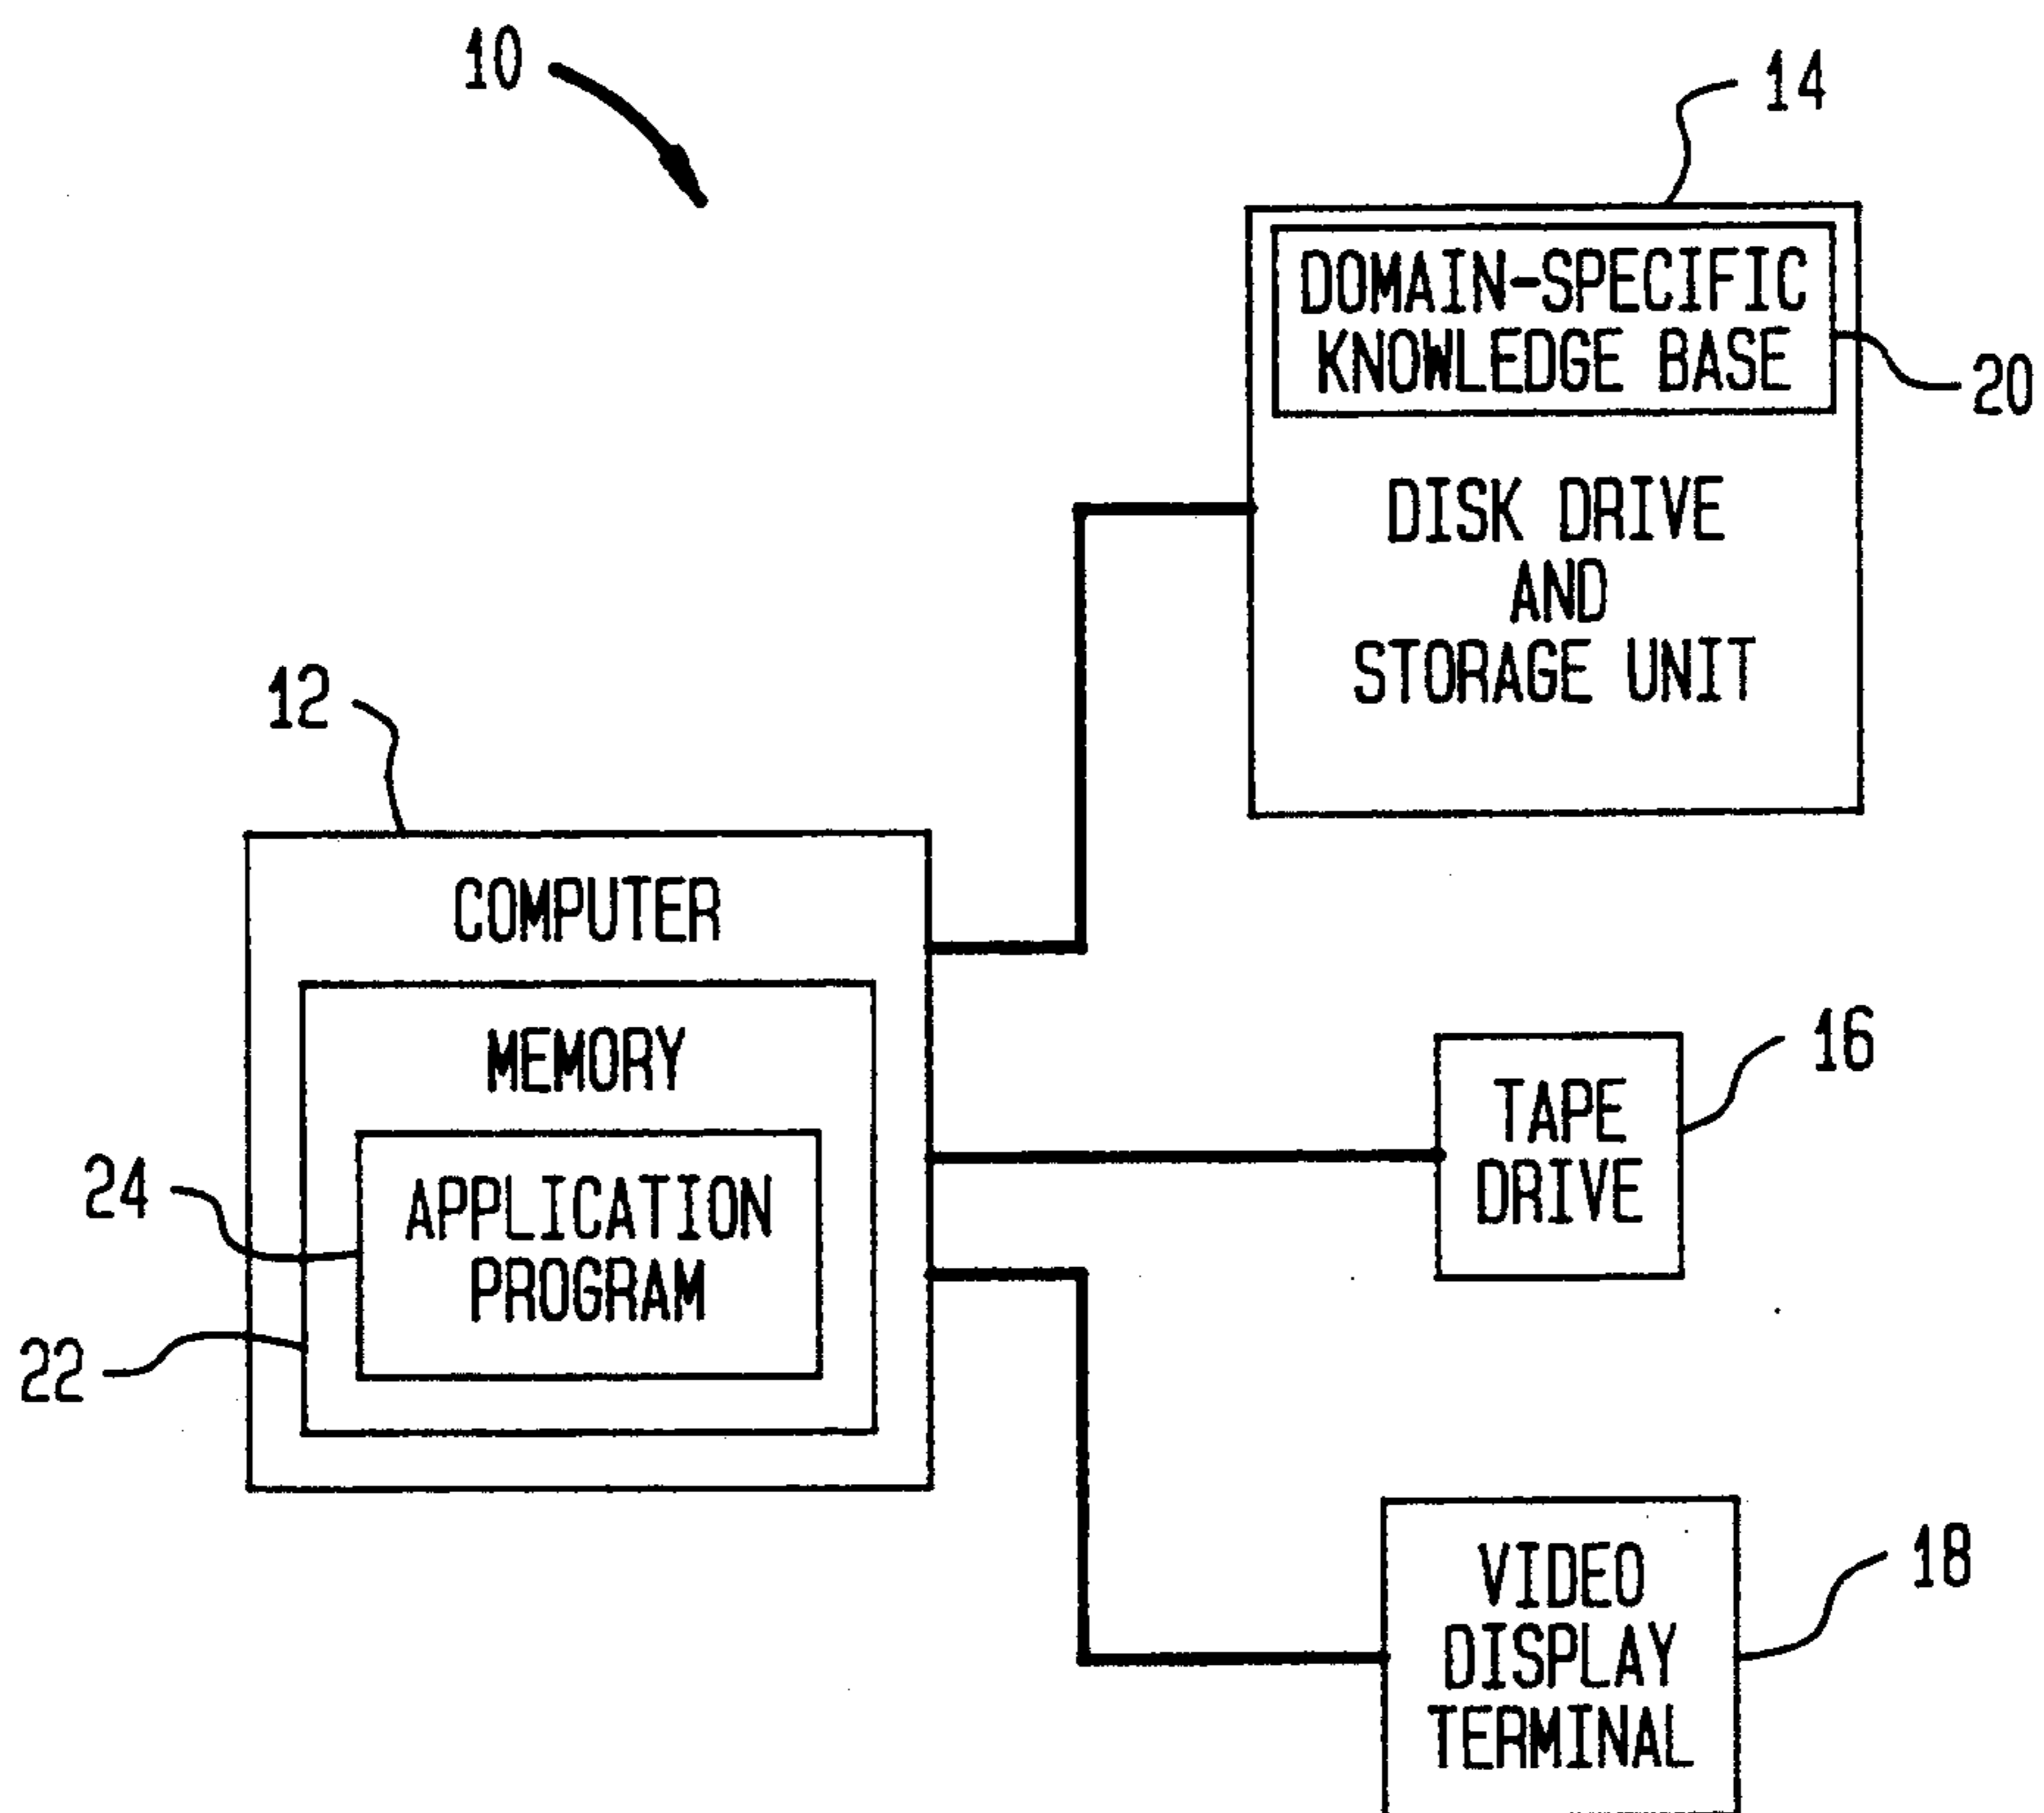 10
14
DOMAIN-SPECIFIC
KNOWLEDGE BASE
20
DISK DRIVE
AND
STORAGE UNIT
12
COMPUTER
MEMORY
16
TAPE
DRIVE
24
APPLICATION
PROGRAM
22
18
VIDEO
DISPLAY
TERMINAL